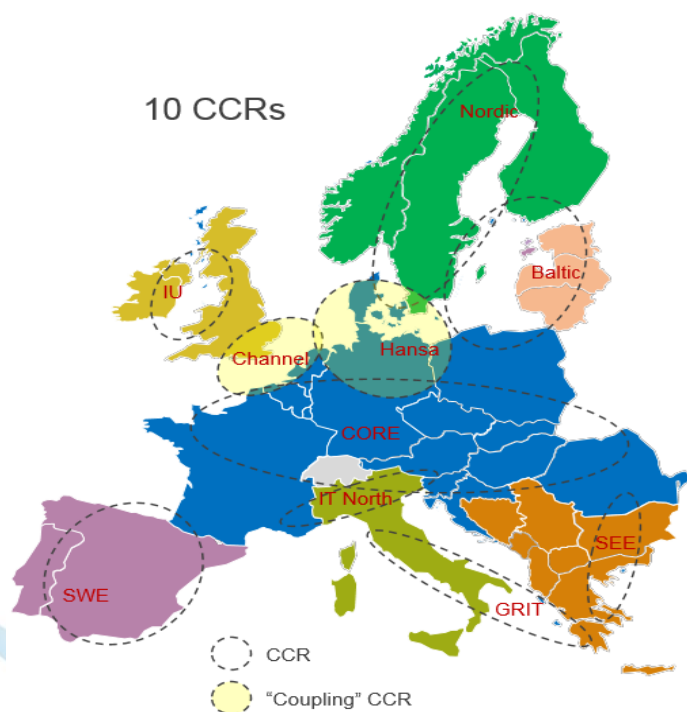 10 CCRs
Nordic
Baltic
IU
Channel
Hansa
CORE
IT North
SEE
SWE
GRIT
CCR
“Coupling” CCR